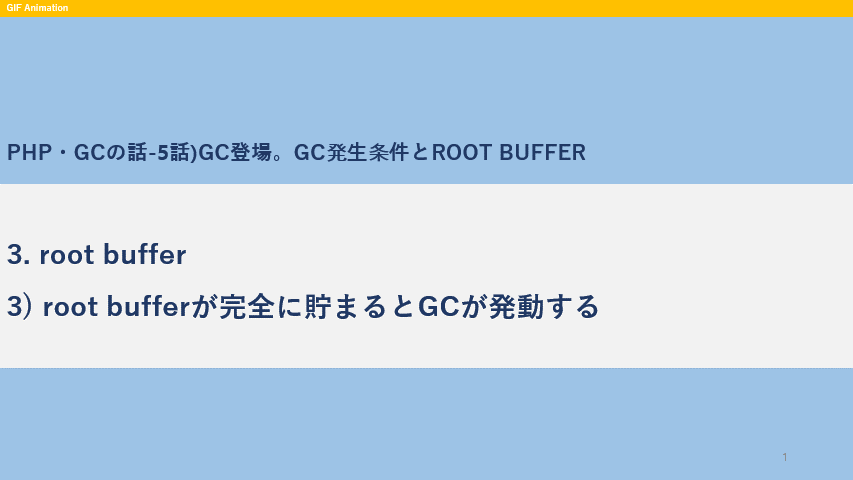 GIF Animation
PHP・GCの話-5話)GC登場。GC発生条件とROOT BUFFER
3. root buffer
3) root bufferが完全に貯まるとGCが発動する
1